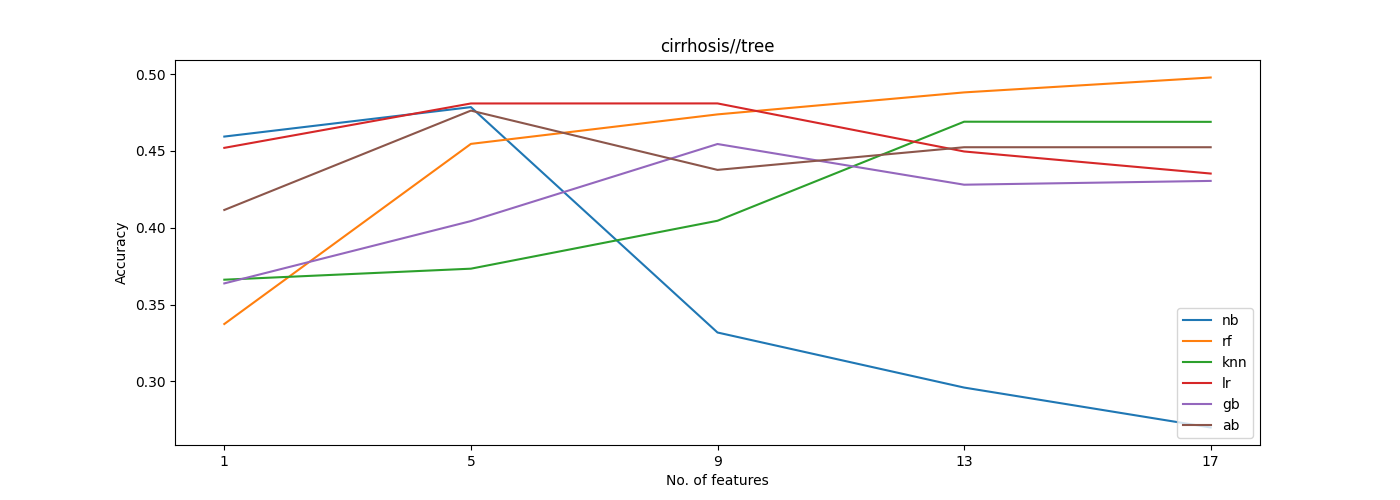 cirrhosis//tree
Accuracy
0.50
0.45
0.40
0.35
0.30
nb
rf
knn
lr
gb
ab
1 5 9 13 17
No. of features